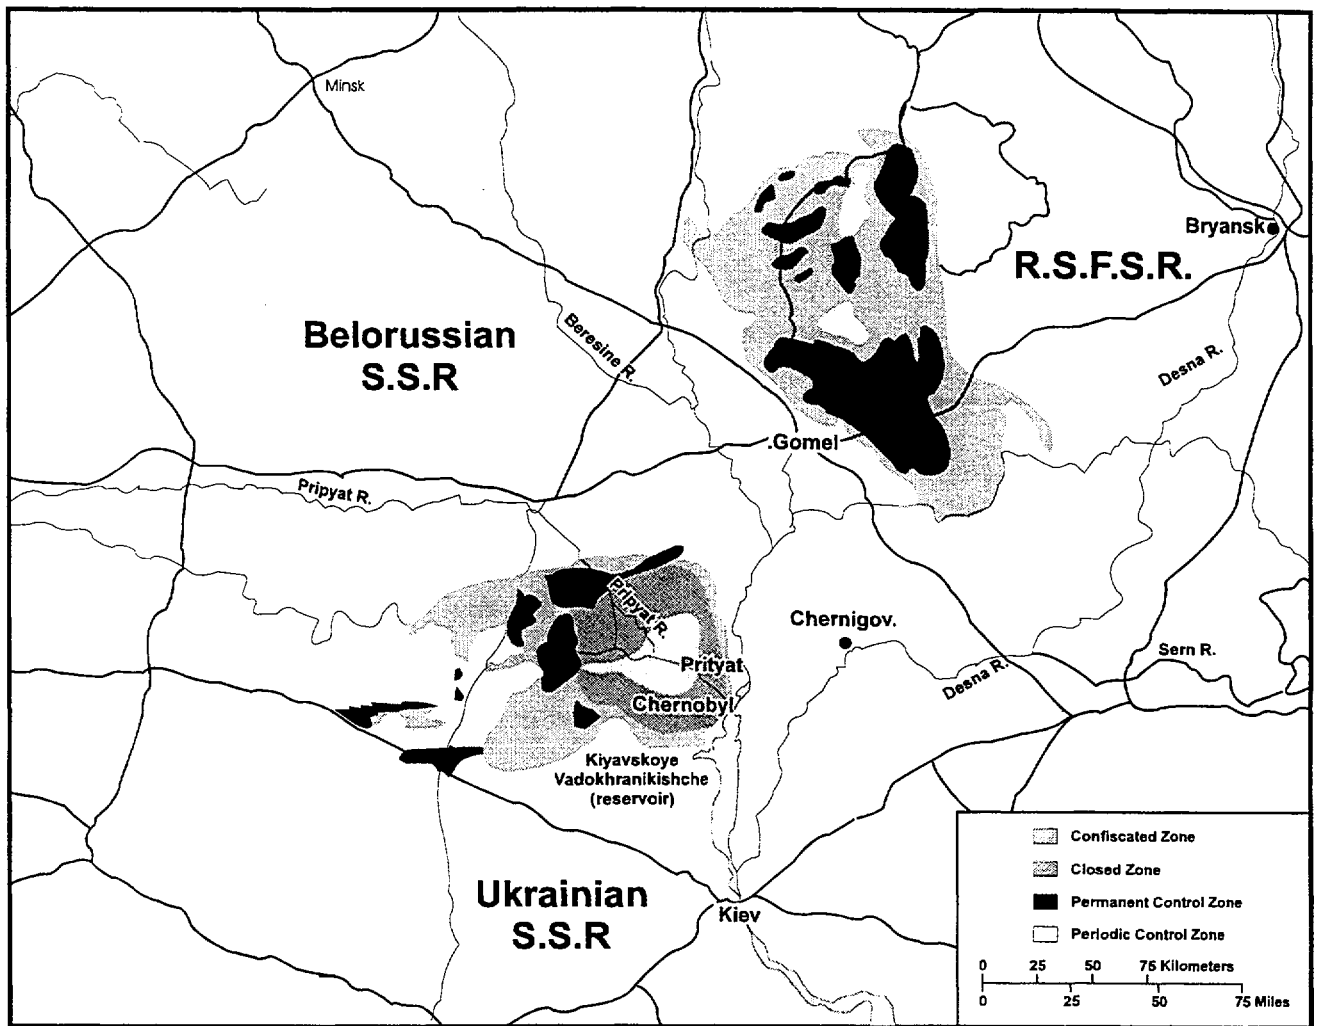 Minsk
Bryansk
R.S.F.S.R.
Belorussian
S.S.R
Beresine R.
Desna R.
.Gomel
Pripyat R.
Pripyat R.
Chernigov.
Prityat
Sern R.
Desna R.
Chernobyl
Kiyavskoye
Vadokhranikishche
(reservoir)
Ukrainian
S.S.R
Kiev
Confiscated Zone
Closed Zone
Permanent Control Zone
Periodic Control Zone
0 25 50 75 Kilometers
0 25 50 75 Miles